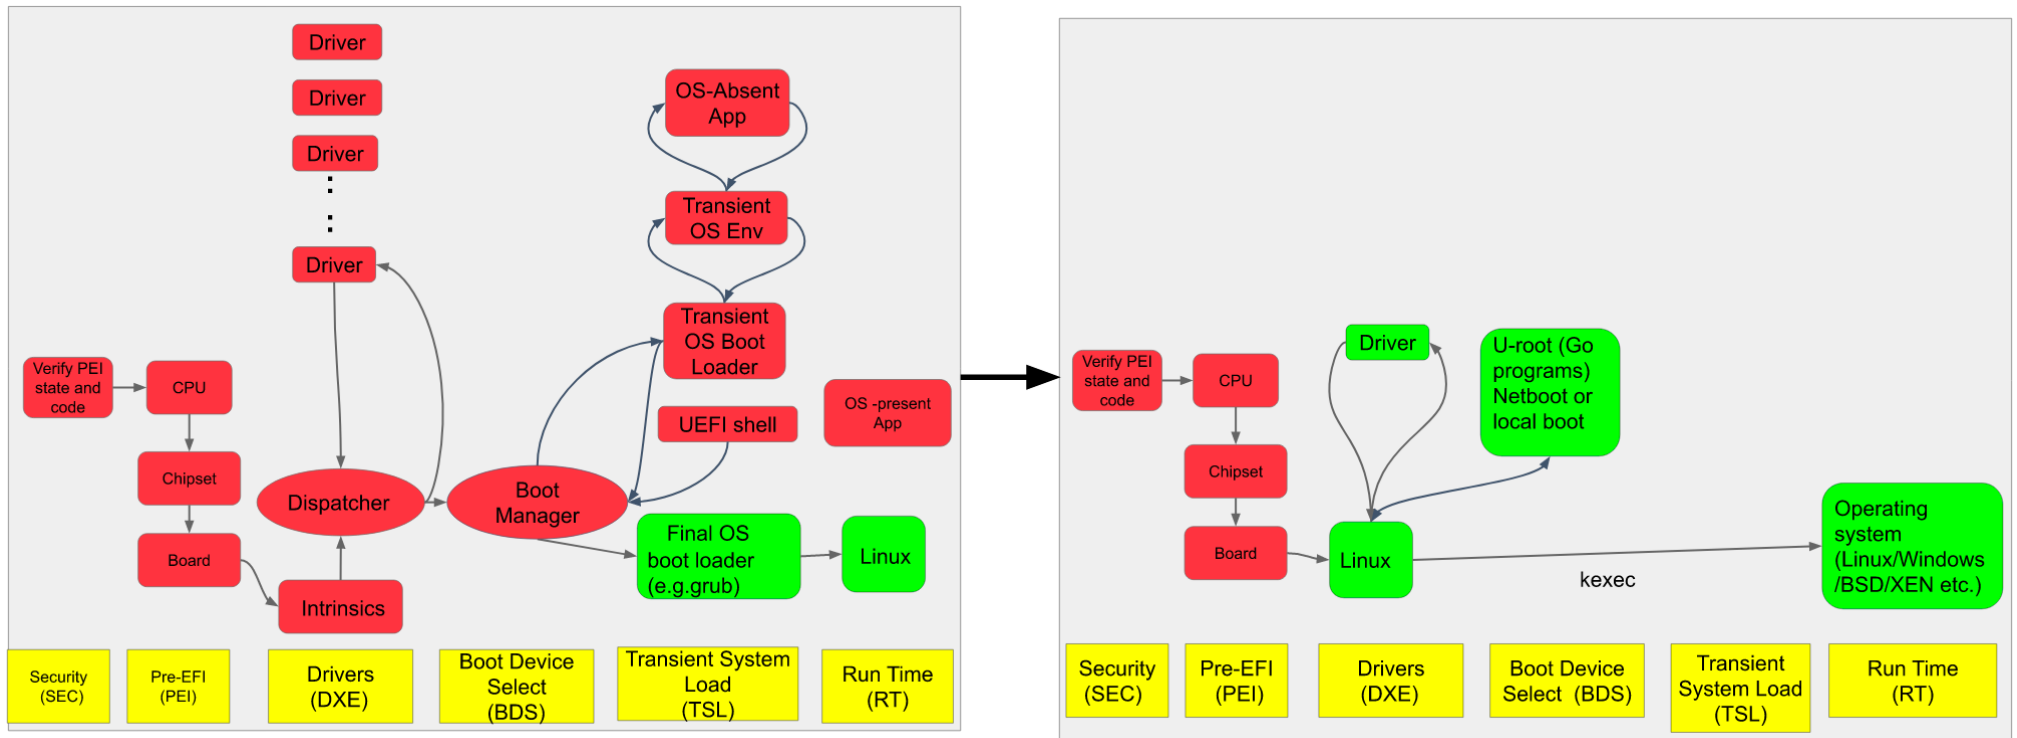 Driver
Driver
Driver
Driver
OS-Absent
App
Transient
OS Env
Transient
OS Boot
Loader
Verify PEI
state and
code
CPU
Chipset
Board
Intrinsics
Dispatcher
Boot
Manager
UEFI shell
OS -present
App
Final OS
boot loader
(e.g.grub)
Linux
Security
(SEC)
Pre-EFI
(PEI)
Drivers
(DXE)
Boot Device
Select
(BDS)
Transient System
Load
(TSL)
Run Time
(RT)
Verify PEI
state and
code
CPU
Chipset
Board
Driver
Linux
U-root (Go
programs)
Netboot or
local boot
kexec
Operating
system
(Linux/Windows
/BSD/XEN etc.)
Security
(SEC)
Pre-EFI
(PEI)
Drivers
(DXE)
Boot Device
Select (BDS)
Transient
System Load
(TSL)
Run Time
(RT)